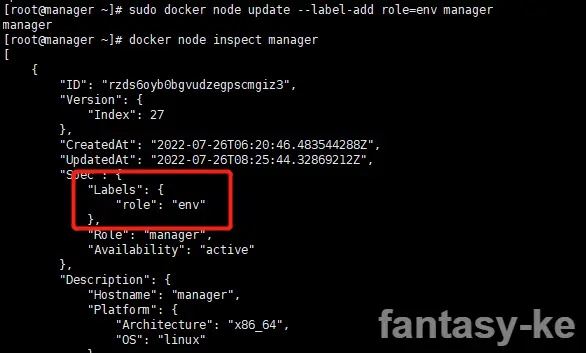 [root@manager ~]# sudo docker node update --label-add role=env manager
manager
[root@manager ~]# docker node inspect manager
[
    {
        "ID": "rzds6oyb0bgvudzegpscmgiz3",
        "Version": {
            "Index": 27
        },
        "CreatedAt": "2022-07-26T06:20:46.483544288Z",
        "UpdatedAt": "2022-07-26T08:25:44.32869212Z",
        "Spec": {
            "Labels": {
                "role": "env"
            },
            "Role": "manager",
            "Availability": "active"
        },
        "Description": {
            "Hostname": "manager",
            "Platform": {
                "Architecture": "x86_64",
                "OS": "linux"
            }
fantasy-ke